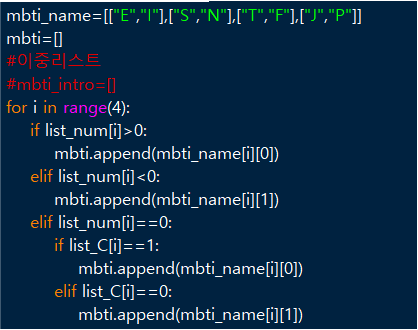 mbti_name=[["E","I"],["S","N"],["T","F"],["J","P"]]
mbti=[]
#이중리스트
#mbti_intro=[]
for i in range(4):
    if list_num[i]>0:
        mbti.append(mbti_name[i][0])
    elif list_num[i]<0:
        mbti.append(mbti_name[i][1])
    elif list_num[i]==0:
        if list_C[i]==1:
            mbti.append(mbti_name[i][0])
        elif list_C[i]==0:
            mbti.append(mbti_name[i][1])